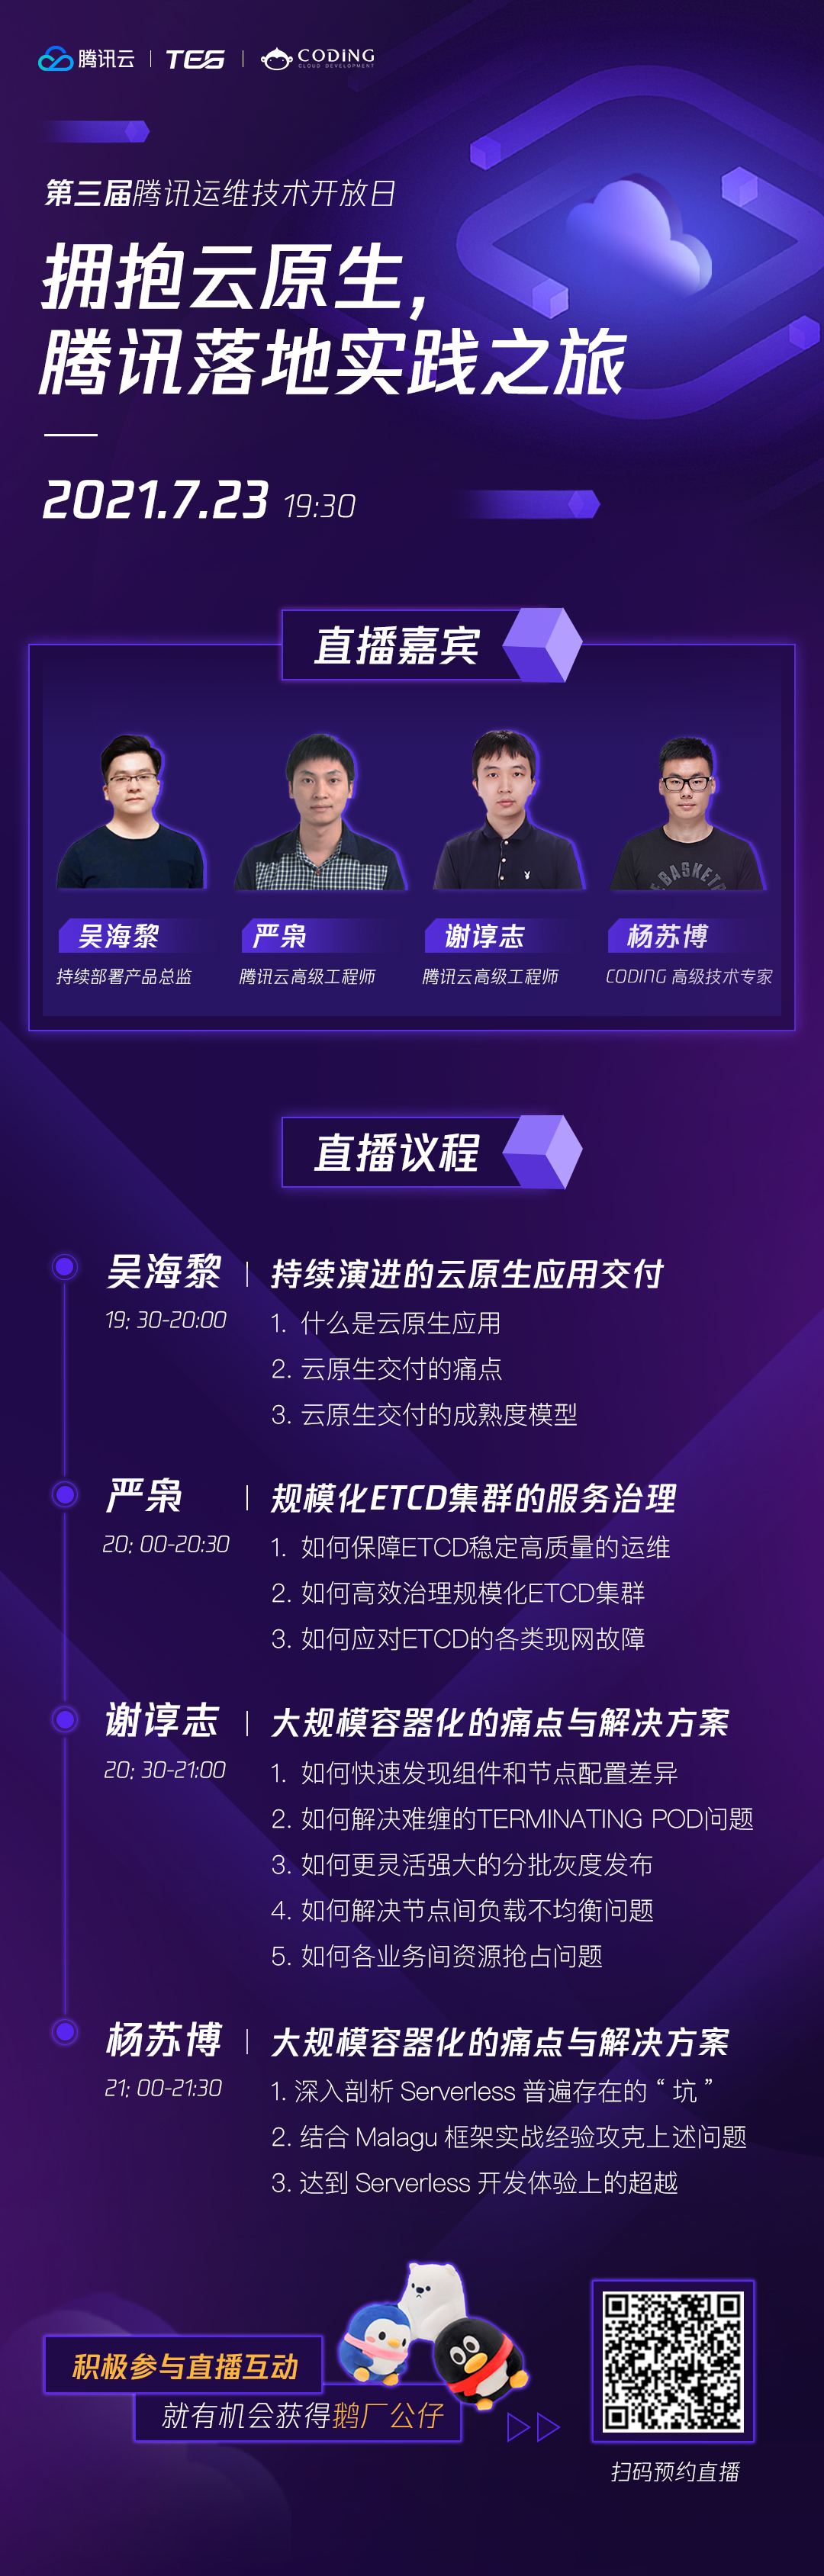 腾讯云 | TEG | CODING
CLOUD DEVELOPMENT
第三届腾讯运维技术开放日
拥抱云原生，
腾讯落地实践之旅
2021.7.23 19:30
直播嘉宾
吴海黎 严枭 谢谆志 杨苏博
持续部署产品总监 腾讯云高级工程师 腾讯云高级工程师 CODING 高级技术专家
BASKET
直播议程
吴海黎 | 持续演进的云原生应用交付
19; 30-20:00
1. 什么是云原生应用
2. 云原生交付的痛点
3. 云原生交付的成熟度模型
严枭 | 规模化ETCD集群的服务治理
20; 00-20:30
1. 如何保障ETCD稳定高质量的运维
2. 如何高效治理规模化ETCD集群
3. 如何应对ETCD的各类现网故障
谢谆志 | 大规模容器化的痛点与解决方案
20; 30-21:00
1. 如何快速发现组件和节点配置差异
2. 如何解决难缠的TERMINATING POD问题
3. 如何更灵活强大的分批灰度发布
4. 如何解决节点间负载不均衡问题
5. 如何各业务间资源抢占问题
杨苏博 | 大规模容器化的痛点与解决方案
21; 00-21:30
1. 深入剖析 Serverless 普遍存在的“坑”
2. 结合 Malagu 框架实战经验攻克上述问题
3. 达到 Serverless 开发体验上的超越
积极参与直播互动
就有机会获得鹅厂公仔
扫码预约直播